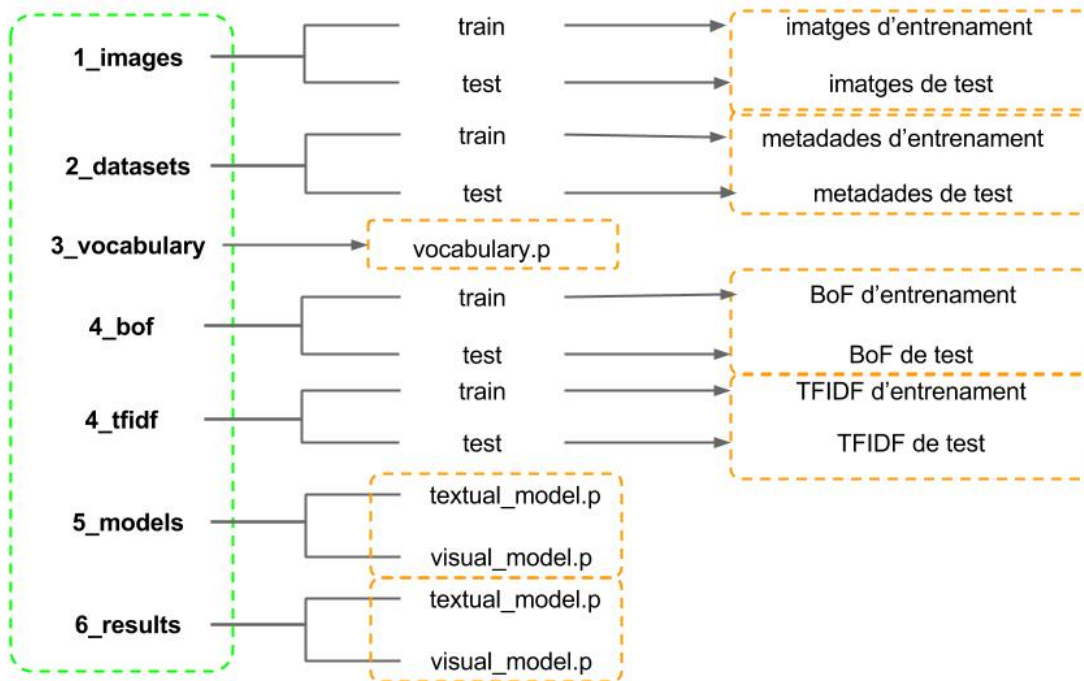 1_images
train
imatges d'entrenament
test
imatges de test
2_datasets
train
metadades d'entrenament
test
metadades de test
3_vocabulary
vocabulary.p
4_bof
train
BoF d'entrenament
test
BoF de test
4_tfidf
train
TFIDF d'entrenament
test
TFIDF de test
5_models
textual_model.p
visual_model.p
6_results
textual_model.p
visual_model.p